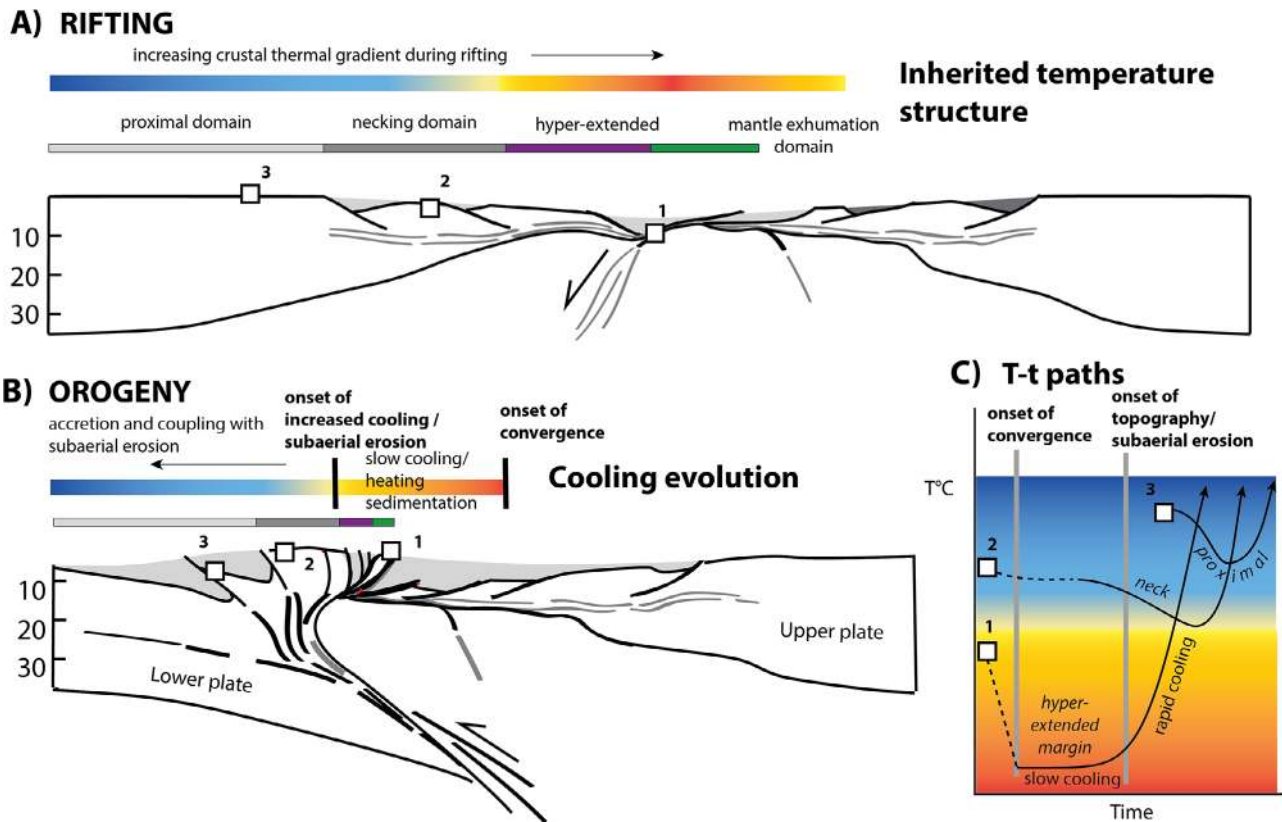 A) RIFTING
increasing crustal thermal gradient during rifting
Inherited temperature
structure
proximal domain
necking domain
hyper-extended
mantle exhumation
domain
3
2
1
10
20
30
B) OROGENY
accretion and coupling with
subaerial erosion
onset of
increased cooling /
subaerial erosion
slow cooling/
heating
sedimentation
onset of
convergence
Cooling evolution
3
2
1
10
20
30
Lower plate
Upper plate
C) T-t paths
onset of
convergence
onset of
topography/
subaerial erosion
T°C
3
2
1
neck
proximal
rapid cooling
hyper-
extended
margin
slow cooling
Time